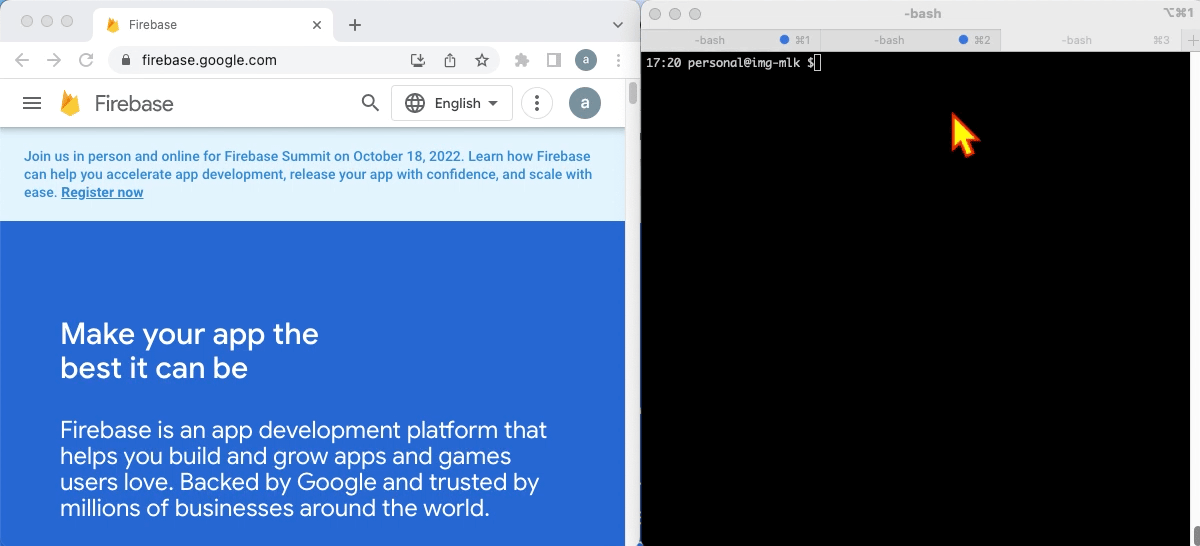 Firebase
firebase.google.com
a
Firebase
English
a
Join us in person and online for Firebase Summit on October 18, 2022. Learn how Firebase
can help you accelerate app development, release your app with confidence, and scale with
ease. Register now
Make your app the
best it can be
Firebase is an app development platform that
helps you build and grow apps and games
users love. Backed by Google and trusted by
millions of businesses around the world.
-bash
⌥⌘1
-bash ⌘1
-bash ⌘2
-bash ⌘3
17:20 personal@img-mlk $